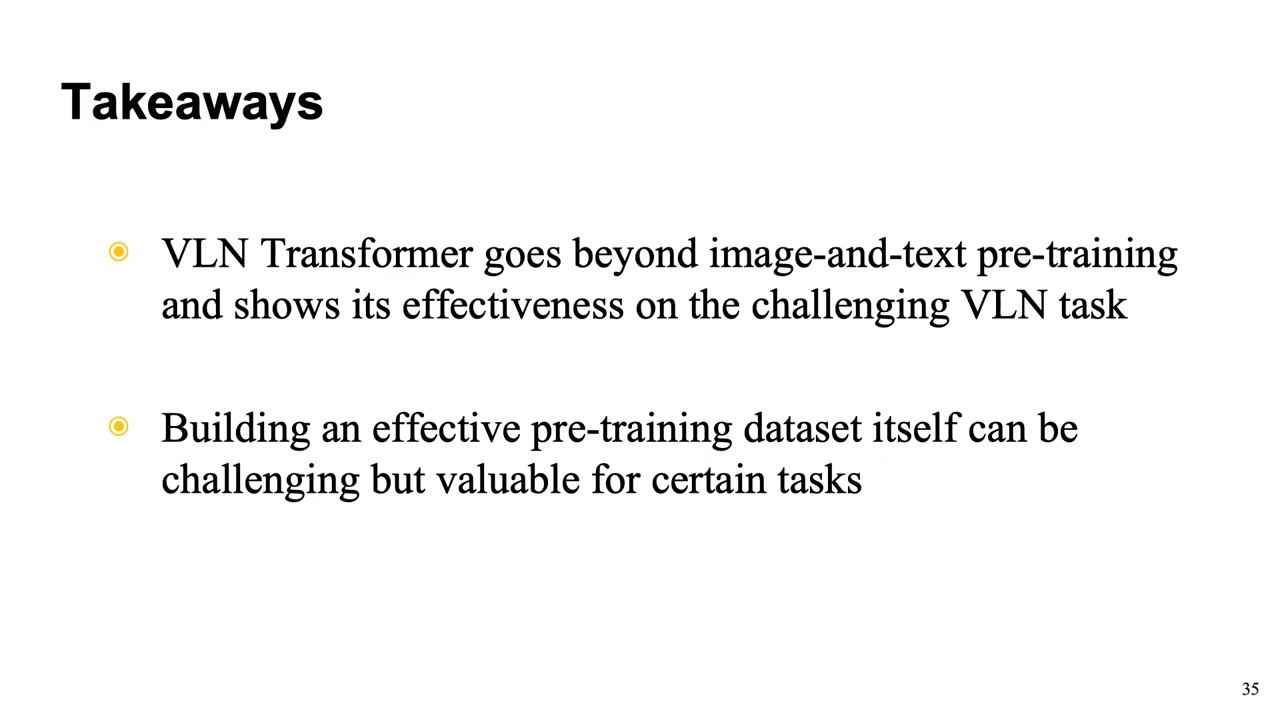 Takeaways
VLN Transformer goes beyond image-and-text pre-training
and shows its effectiveness on the challenging VLN task
Building an effective pre-training dataset itself can be
challenging but valuable for certain tasks
35